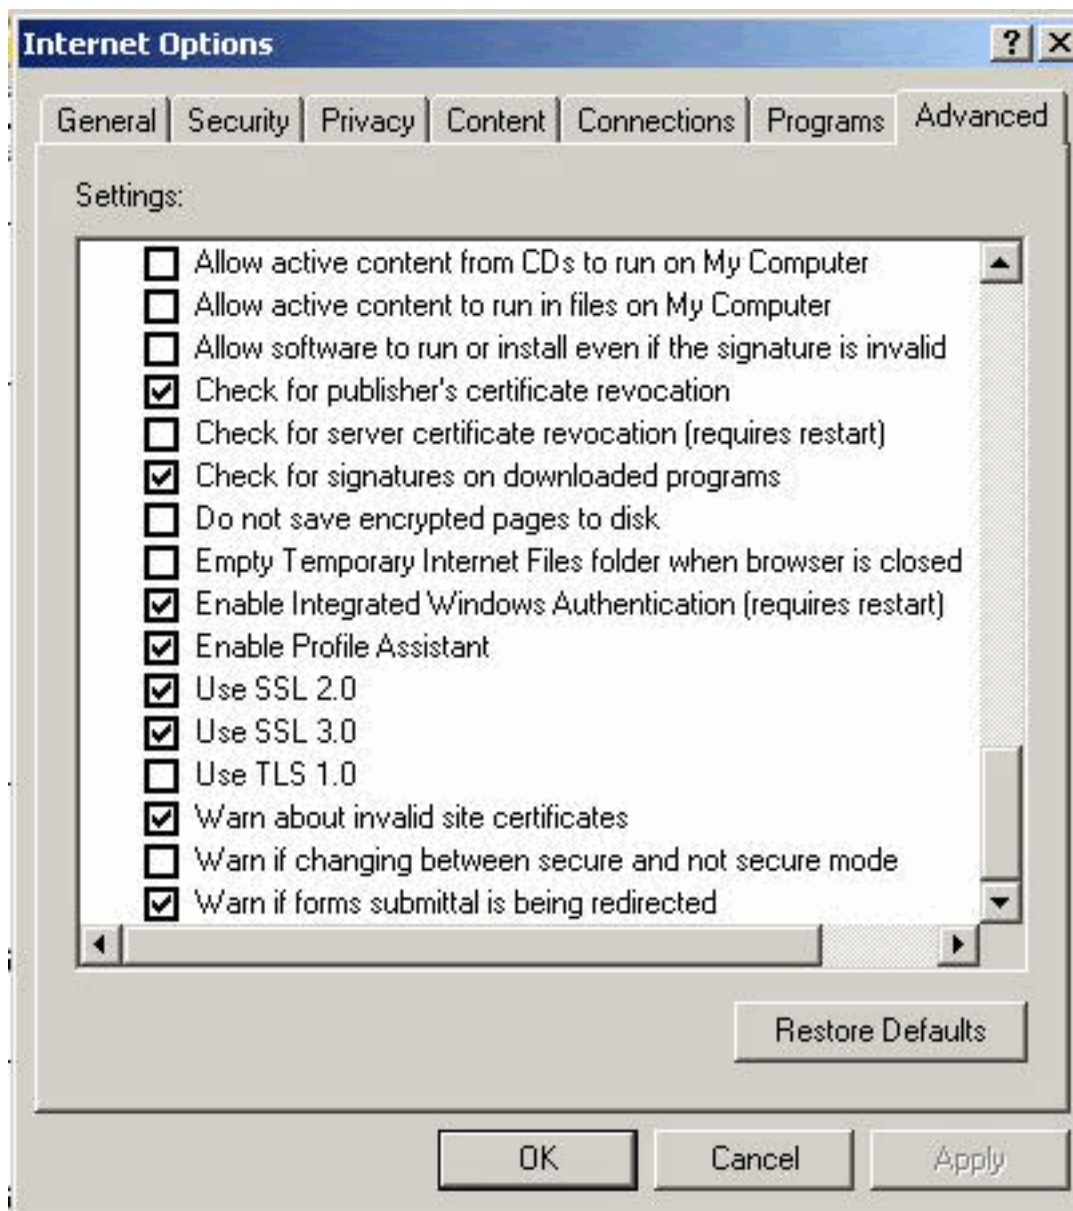 Internet Options
General Security Privacy Content Connections Programs Advanced
Settings:
Allow active content from CDs to run on My Computer
Allow active content to run in files on My Computer
Allow software to run or install even if the signature is invalid
Check for publisher's certificate revocation
Check for server certificate revocation (requires restart)
Check for signatures on downloaded programs
Do not save encrypted pages to disk
Empty Temporary Internet Files folder when browser is closed
Enable Integrated Windows Authentication (requires restart)
Enable Profile Assistant
Use SSL 2.0
Use SSL 3.0
Use TLS 1.0
Warn about invalid site certificates
Warn if changing between secure and not secure mode
Warn if forms submittal is being redirected
Restore Defaults
OK Cancel Apply